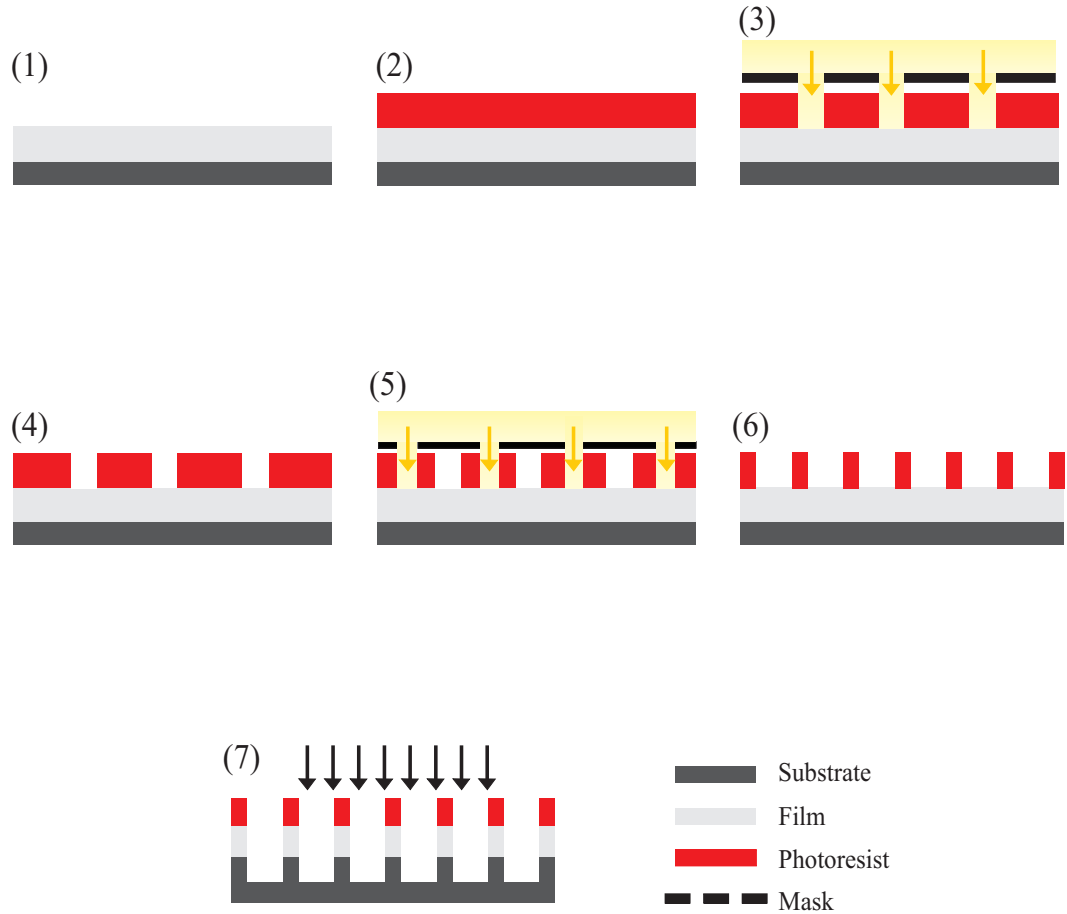 (1)
(2)
(3)
(4)
(5)
(6)
(7)
Substrate
Film
Photoresist
Mask